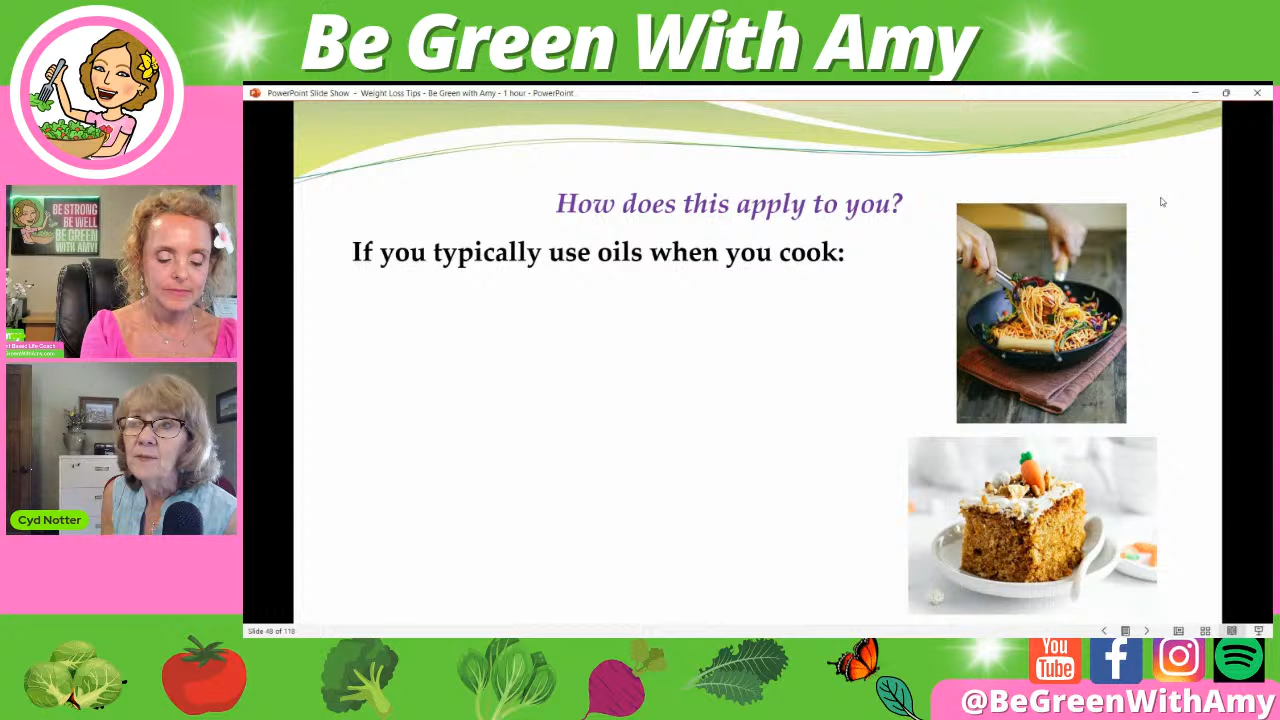 Be Green With Amy
PowerPoint Slide Show - Weight Loss Tips - Be Green with Amy - 1 hour - PowerPoint
How does this apply to you?
If you typically use oils when you cook:
BE STRONG
BE WELL
BE GREEN
WITH AMY!
Cyd Notter
Slide 48 of 118
You
Tube
@BeGreenWithAmy